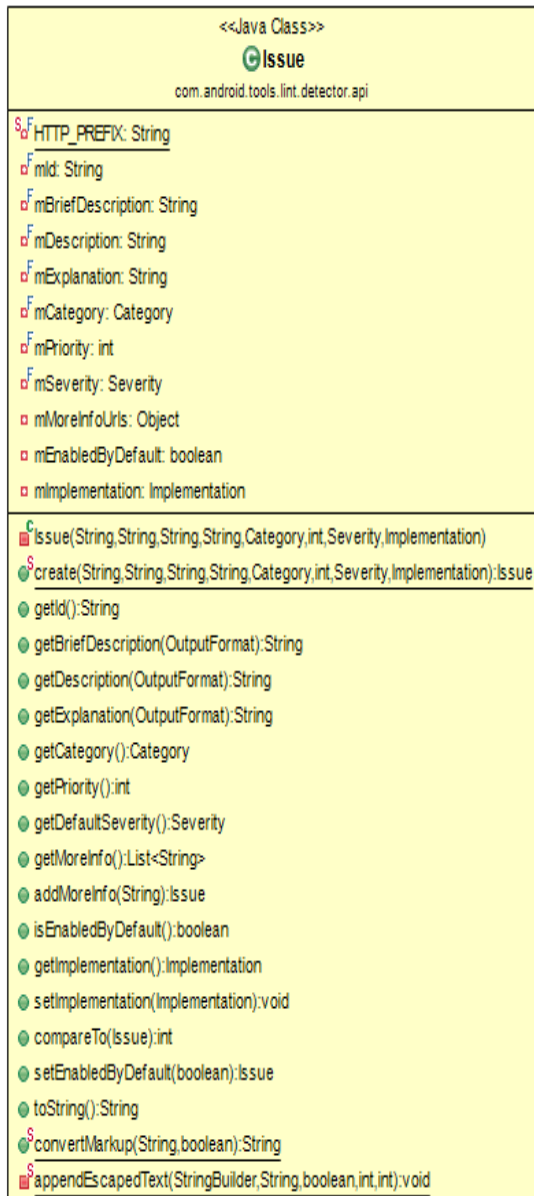 <<Java Class>>
C Issue
com.android.tools.lint.detector.api
S F HTTP_PREFIX: String
F mId: String
F mBriefDescription: String
F mDescription: String
F mExplanation: String
F mCategory: Category
F mPriority: int
F mSeverity: Severity
mMoreInfoUrls: Object
mEnabledByDefault: boolean
mImplementation: Implementation
C Issue(String,String,String,String,Category,int,Severity,Implementation)
S create(String,String,String,String,Category,int,Severity,Implementation):Issue
getId():String
getBriefDescription(OutputFormat):String
getDescription(OutputFormat):String
getExplanation(OutputFormat):String
getCategory():Category
getPriority():int
getDefaultSeverity():Severity
getMoreInfo():List<String>
addMoreInfo(String):Issue
isEnabledByDefault():boolean
getImplementation():Implementation
setImplementation(Implementation):void
compareTo(Issue):int
setEnabledByDefault(boolean):Issue
toString():String
S convertMarkup(String,boolean):String
S appendEscapedText(StringBuilder,String,boolean,int,int):void